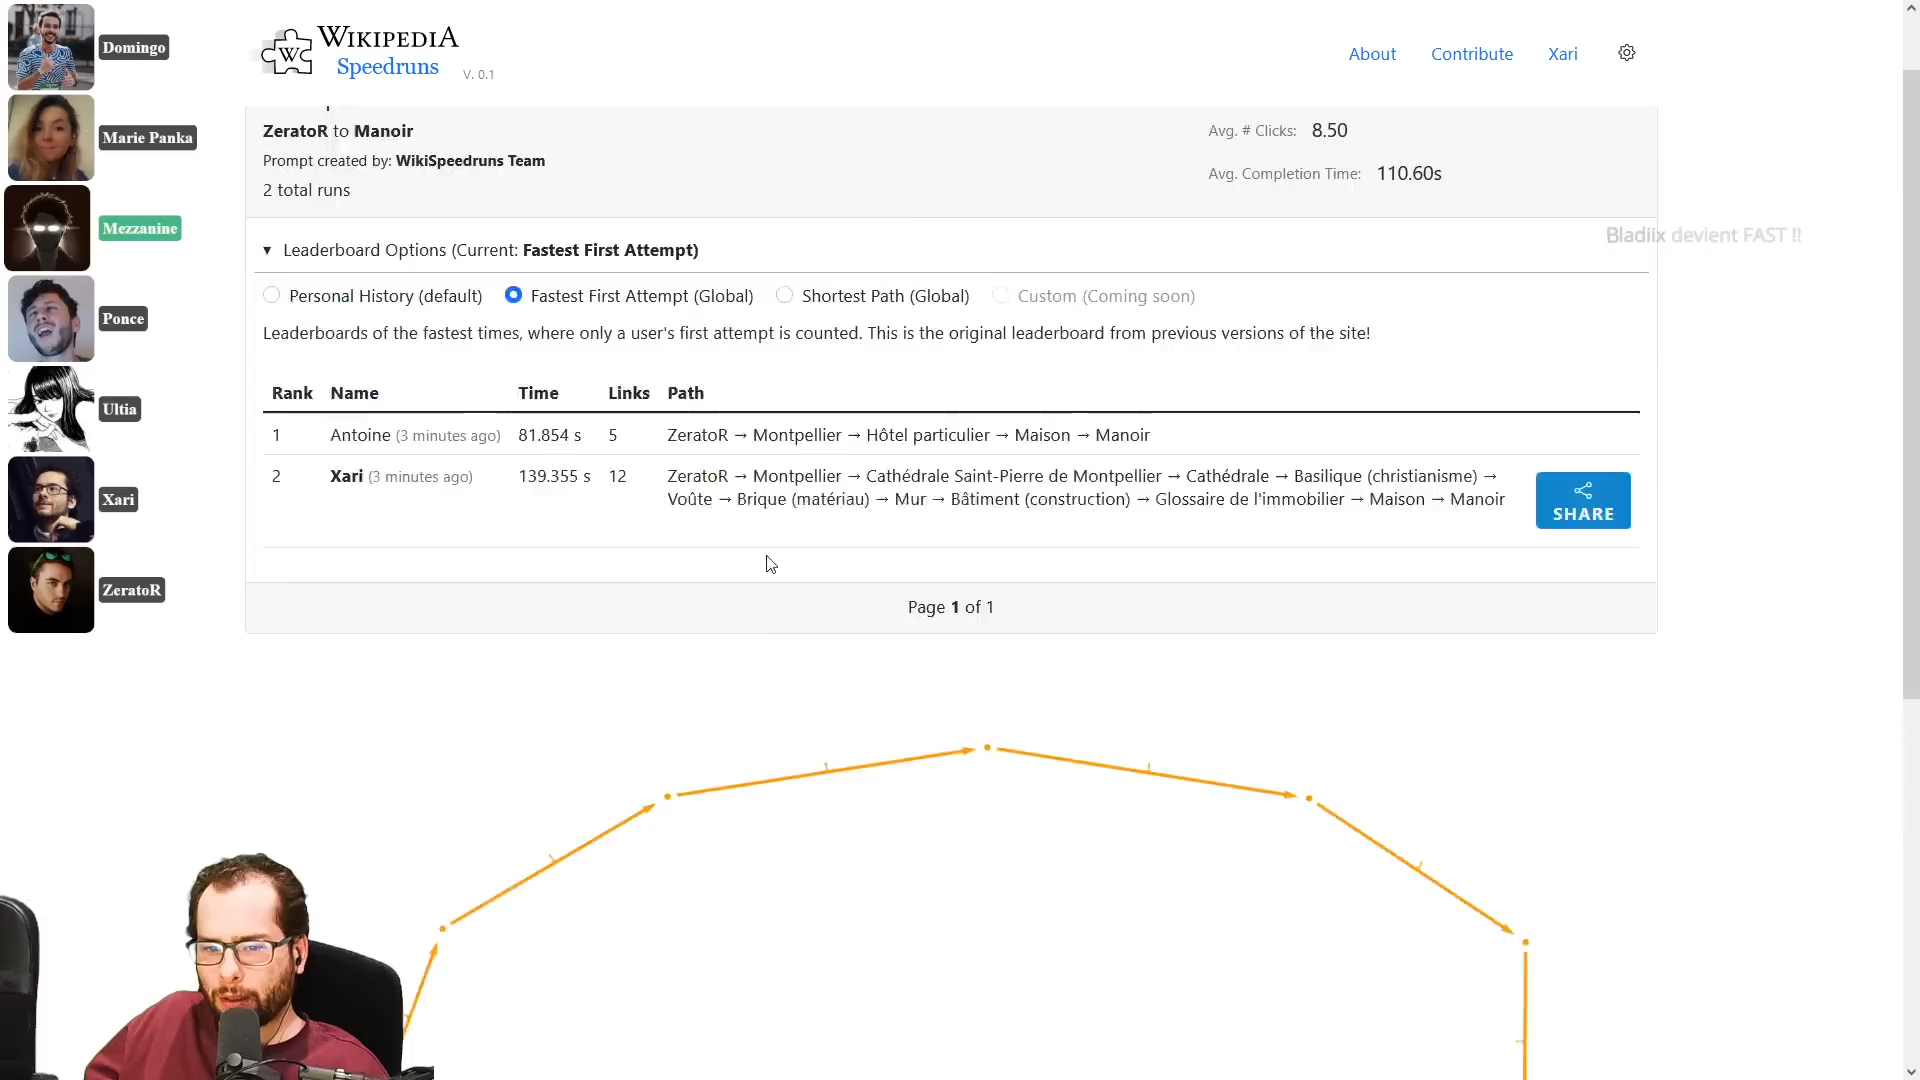 Domingo
Marie Panka
Mezzanine
Ponce
Ultia
Xari
ZeratoR
W
WIKIPEDIA
Speedruns
V. 0.1
About
Contribute
Xari
ZeratoR to Manoir
Prompt created by: WikiSpeedruns Team
2 total runs
Avg. # Clicks: 8.50
Avg. Completion Time: 110.60s
Bladiix devient FAST !!
▼ Leaderboard Options (Current: Fastest First Attempt)
Personal History (default) Fastest First Attempt (Global) Shortest Path (Global) Custom (Coming soon)
Leaderboards of the fastest times, where only a user's first attempt is counted. This is the original leaderboard from previous versions of the site!
Rank Name Time Links Path
1 Antoine (3 minutes ago) 81.854 s 5 ZeratoR → Montpellier → Hôtel particulier → Maison → Manoir
2 Xari (3 minutes ago) 139.355 s 12 ZeratoR → Montpellier → Cathédrale Saint-Pierre de Montpellier → Cathédrale → Basilique (christianisme) →
Voûte → Brique (matériau) → Mur → Bâtiment (construction) → Glossaire de l'immobilier → Maison → Manoir
SHARE
Page 1 of 1